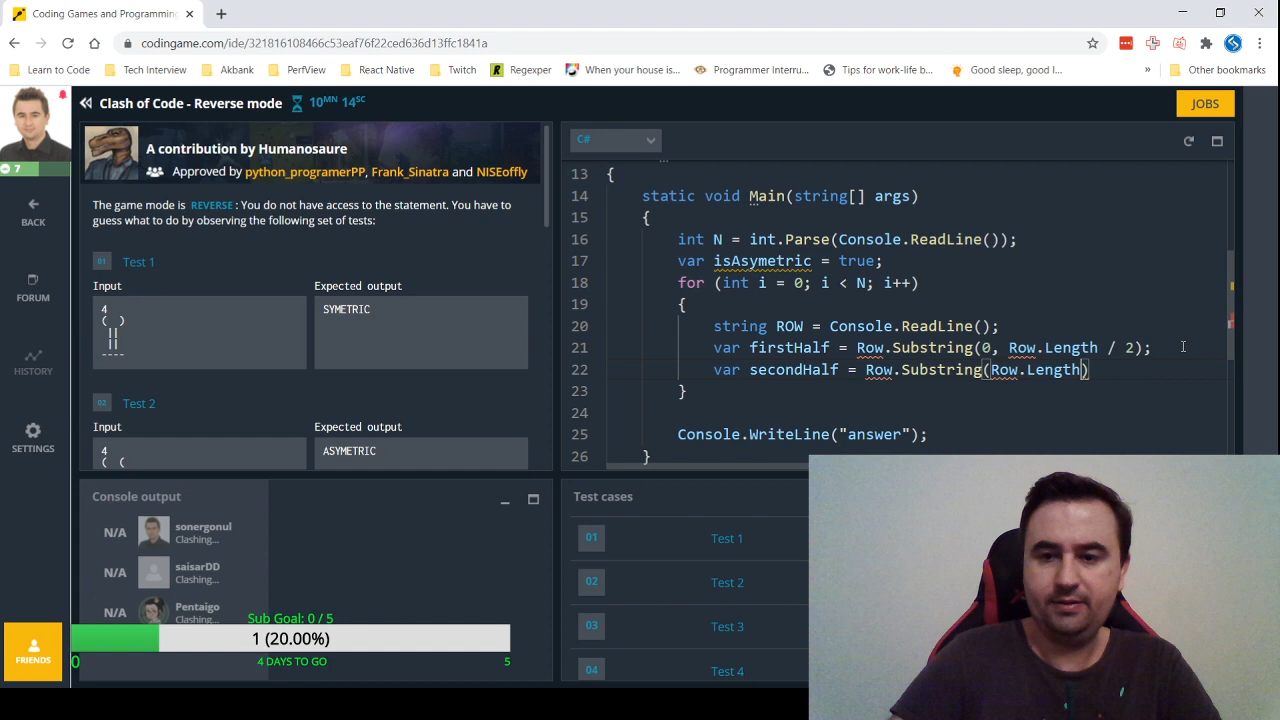 Coding Games and Programming
codingame.com/ide/321816108466c53eaf76f22ced636d13ffc1841a
Learn to Code
Tech Interview
Akbank
PerfView
React Native
Twitch
Regexper
When your house is...
Programmer Interru...
Tips for work-life b...
Good sleep, good l...
»
Other bookmarks
7
Clash of Code - Reverse mode
10MN 14SC
JOBS
BACK
FORUM
HISTORY
SETTINGS
FRIENDS
A contribution by Humanosaure
Approved by python_programerPP, Frank_Sinatra and NISEoffly
The game mode is REVERSE: You do not have access to the statement. You have to
guess what to do by observing the following set of tests:
01 Test 1
Input
Expected output
4
(  )
 ||
 ||
----
SYMETRIC
02 Test 2
Input
Expected output
4
( (
ASYMETRIC
C#
13 {
14 static void Main(string[] args)
15 {
16 int N = int.Parse(Console.ReadLine());
17 var isAsymetric = true;
18 for (int i = 0; i < N; i++)
19 {
20 string ROW = Console.ReadLine();
21 var firstHalf = Row.Substring(0, Row.Length / 2);
22 var secondHalf = Row.Substring(Row.Length)
23 }
24
25 Console.WriteLine("answer");
26 }
Console output
N/A
sonergonul
Clashing...
N/A
saisarDD
Clashing...
N/A
Pentaigo
Clashing...
Sub Goal: 0 / 5
1 (20.00%)
0
4 DAYS TO GO
5
Test cases
01 Test 1
02 Test 2
03 Test 3
04 Test 4